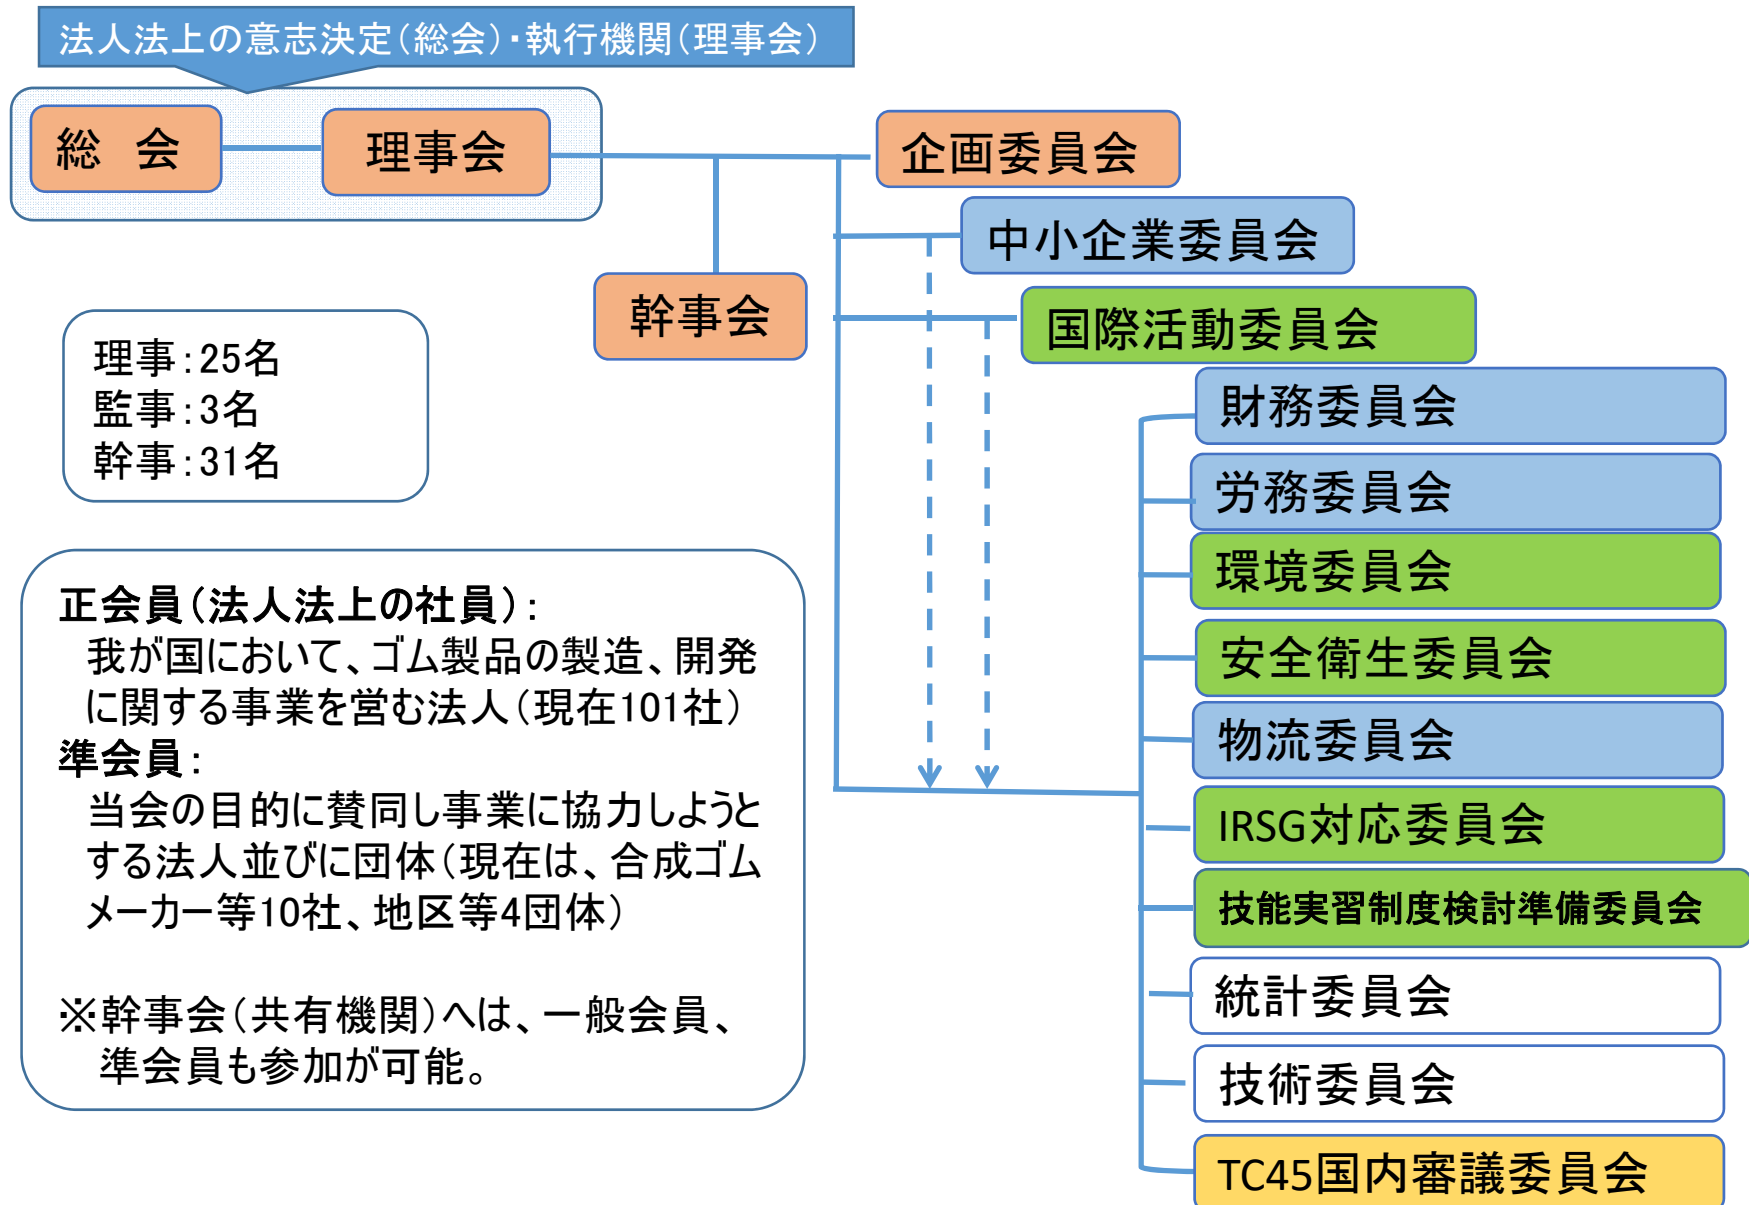 法人法上の意志決定（総会）・執行機関（理事会）
総　会
理事会
企画委員会
中小企業委員会
幹事会
国際活動委員会
理事：25名
監事：3名
幹事：31名
財務委員会
労務委員会
環境委員会
安全衛生委員会
物流委員会
IRSG対応委員会
技能実習制度検討準備委員会
統計委員会
技術委員会
TC45国内審議委員会
正会員（法人法上の社員）：
我が国において、ゴム製品の製造、開発
に関する事業を営む法人（現在101社）
準会員：
当会の目的に賛同し事業に協力しようと
する法人並びに団体（現在は、合成ゴム
メーカー等10社、地区等4団体）
※幹事会（共有機関）へは、一般会員、
準会員も参加が可能。